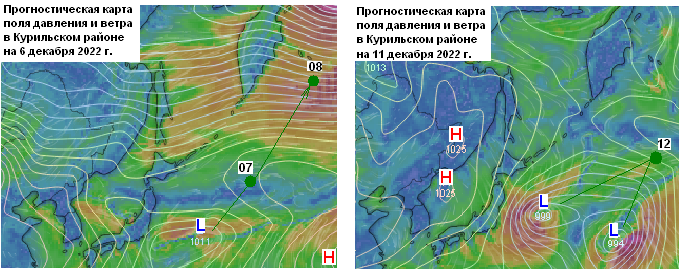 Прогностическая карта
поля давления и ветра
в Курильском районе
на 6 декабря 2022 г.
08
07
L
1011
H
Прогностическая карта
поля давления и ветра
в Курильском районе
на 11 декабря 2022 г.
1013
H
1025
H
1025
12
L
999
L
994